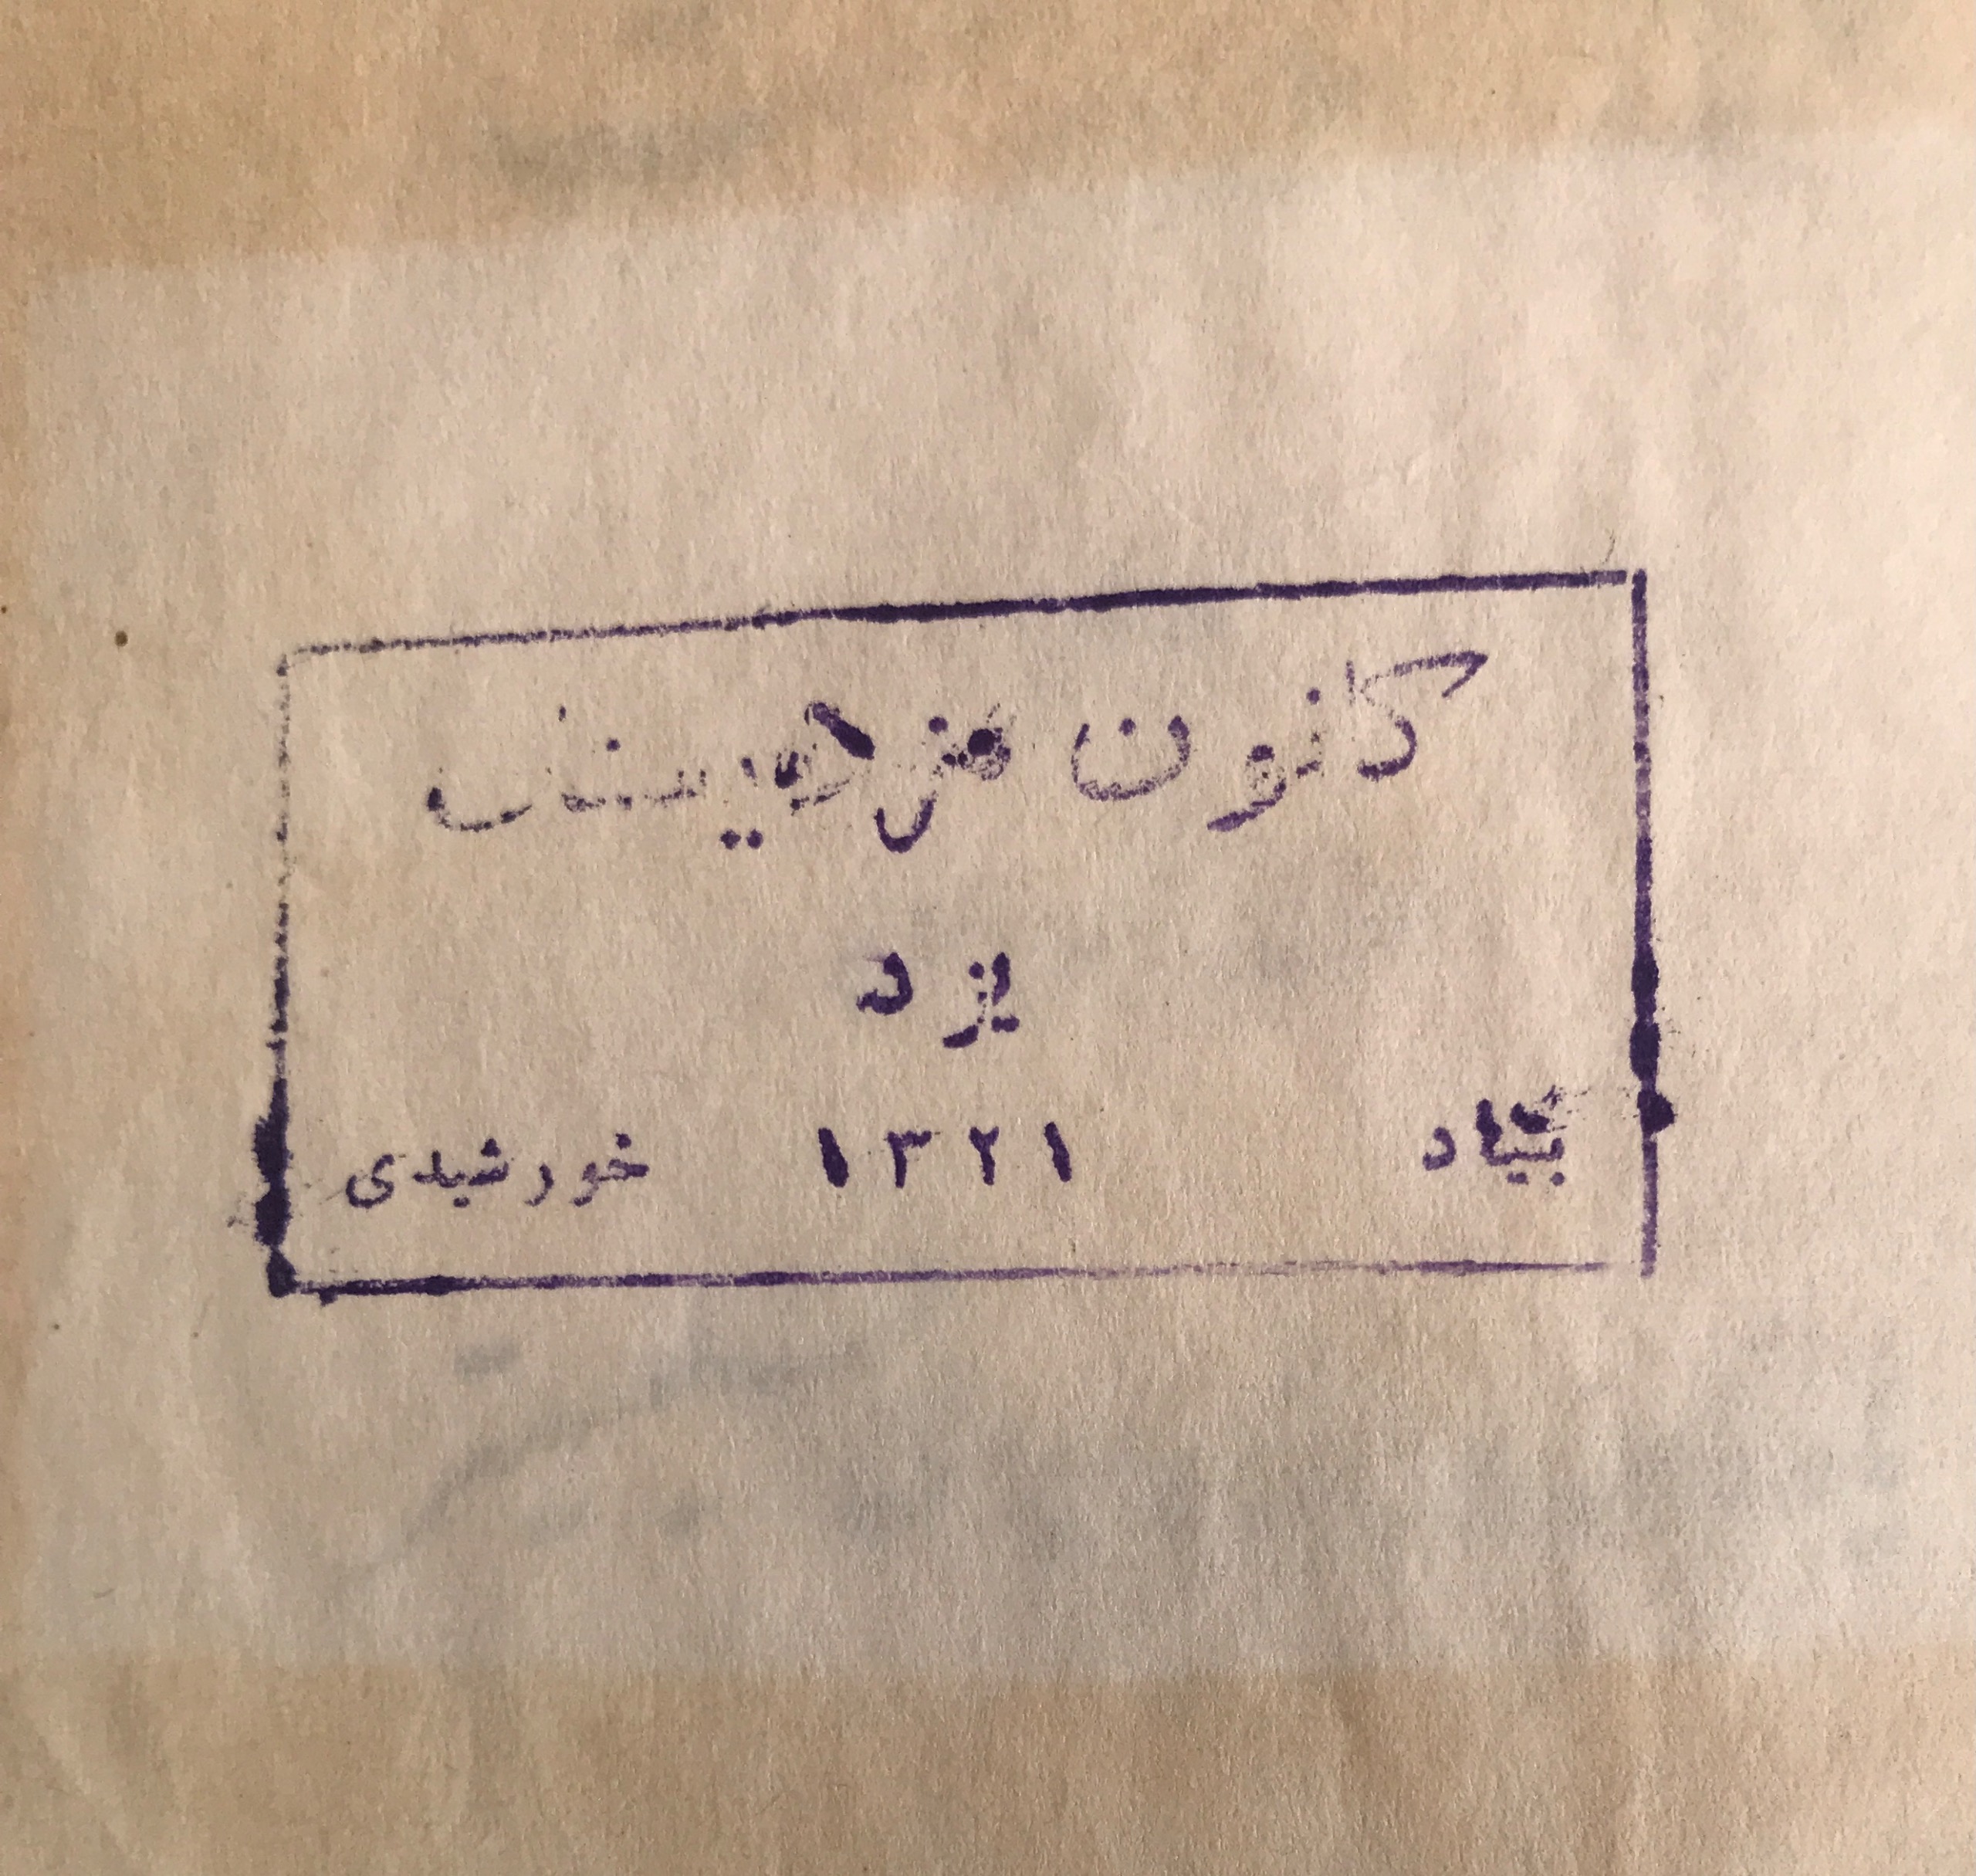 کانون مزدیسنان
یزد
بنیاد ۱۳۲۱ خورشیدی